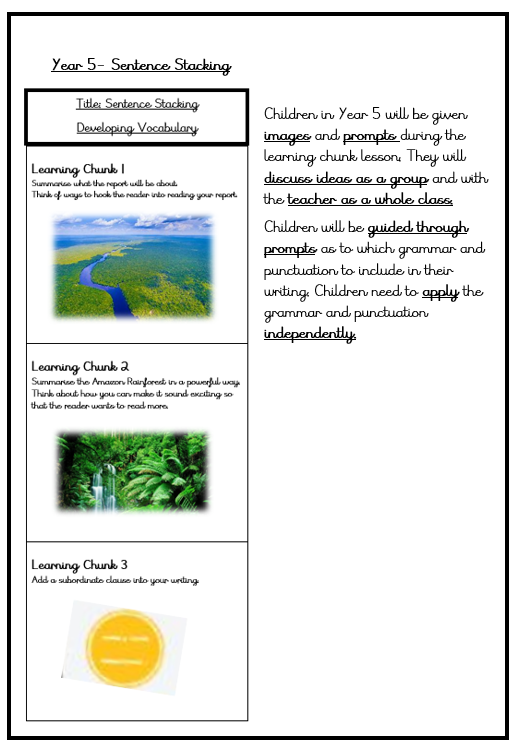 Year 5- Sentence Stacking
Title: Sentence Stacking
Developing Vocabulary
Learning Chunk 1
Summarise what the report will be about.
Think of ways to hook the reader into reading your report.
Learning Chunk 2
Summarise the Amazon Rainforest in a powerful way.
Think about how you can make it sound exciting so
that the reader wants to read more.
Learning Chunk 3
Add a subordinate clause into your writing.
Children in Year 5 will be given
images and prompts during the
learning chunk lesson. They will
discuss ideas as a group and with
the teacher as a whole class.
Children will be guided through
prompts as to which grammar and
punctuation to include in their
writing. Children need to apply the
grammar and punctuation
independently.